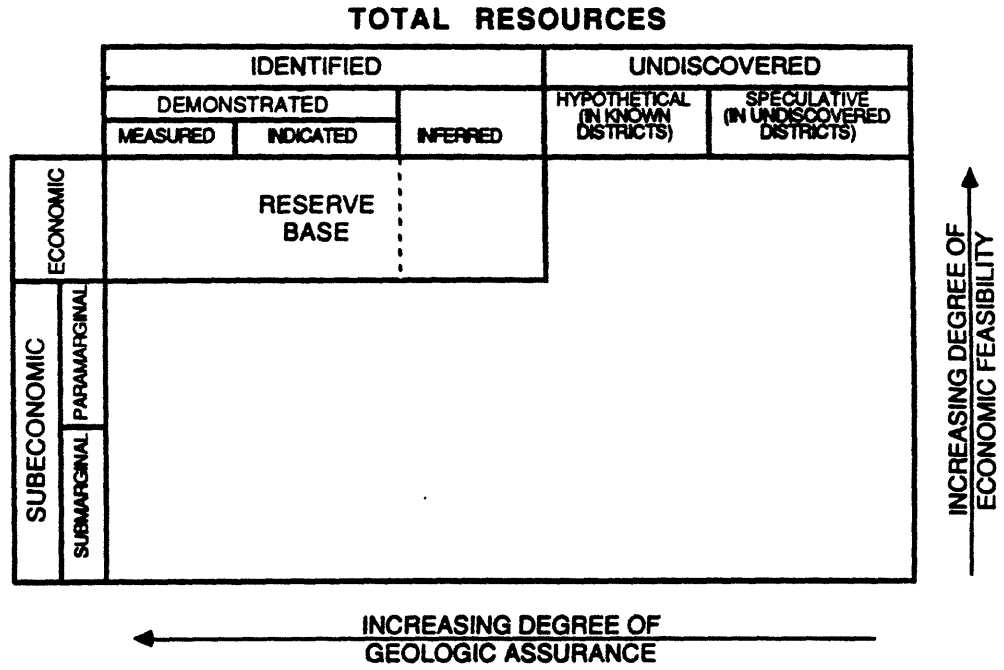 TOTAL RESOURCES
IDENTIFIED
UNDISCOVERED
DEMONSTRATED
MEASURED
INDICATED
INFERRED
HYPOTHETICAL
(IN KNOWN
DISTRICTS)
SPECULATIVE
(IN UNDISCOVERED
DISTRICTS)
ECONOMIC
RESERVE
BASE
SUBECONOMIC
PARAMARGINAL
SUBMARGINAL
INCREASING DEGREE OF
ECONOMIC FEASIBILITY
INCREASING DEGREE OF
GEOLOGIC ASSURANCE